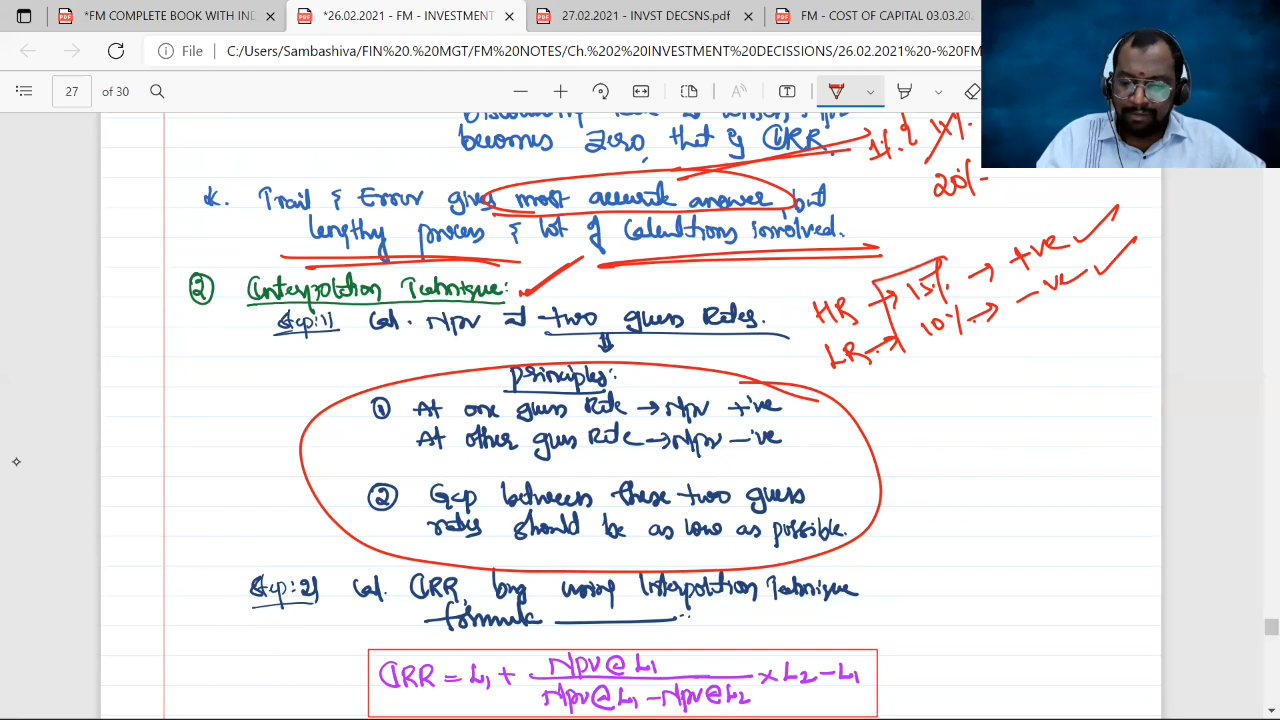 *FM COMPLETE BOOK WITH IND
*26.02.2021 - FM - INVESTMENT
27.02.2021 - INVST DECSNS.pdf
FM - COST OF CAPITAL 03.03.20
File C:/Users/Sambashiva/FIN%20.%20MGT/FM%20NOTES/Ch.%202%20INVESTMENT%20DECISSIONS/26.02.2021%20-%20FM
27 of 30
becomes Zero that is IRR.
1%. 20%
*. Trail & Error gives most accurate answer, but
lengthy process & lot of Calcultions involved.
② Interpolation Technique:
Step:1) Cal. NPV at two guess Rates.
HR → 15% → +ve
LR → 10% → -ve
principles:
① At one guess Rate → NPV +'ve
At other guess Rate → NPV -'ve
② Gap between these two guess
rates should be as low as possible.
Step:2) Cal. IRR, by using Interpolation Technique
formula
IRR = L1 + NPV@L1 / NPV@L1 - NPV@L2 × L2 - L1